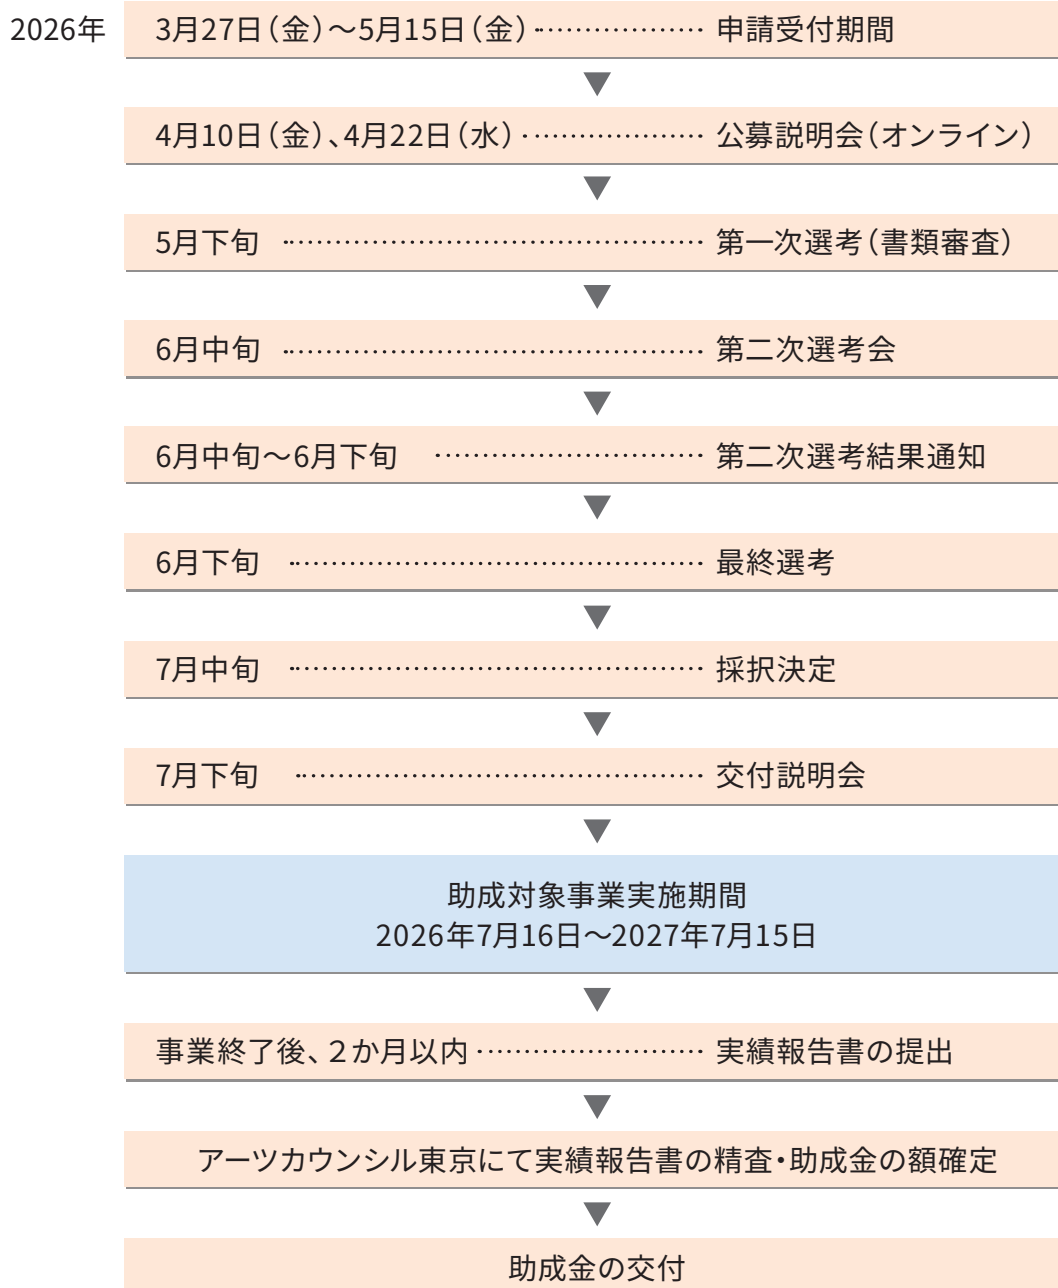 2026年 3月27日（金）～5月15日（金） 申請受付期間
4月10日（金）、4月22日（水） 公募説明会（オンライン）
5月下旬 第一次選考（書類審査）
6月中旬 第二次選考会
6月中旬～6月下旬 第二次選考結果通知
6月下旬 最終選考
7月中旬 採択決定
7月下旬 交付説明会
助成対象事業実施期間
2026年7月16日～2027年7月15日
事業終了後、２か月以内 実績報告書の提出
アーツカウンシル東京にて実績報告書の精査・助成金の額確定
助成金の交付